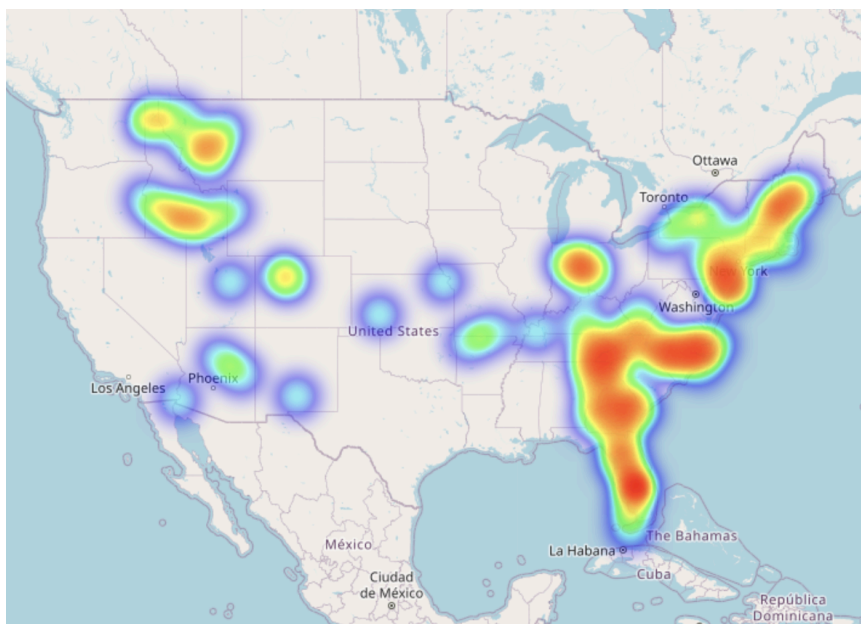 Ottawa
Toronto
New York
Washington
United States
Los Angeles
Phoenix
The Bahamas
La Habana
México
Cuba
Ciudad
de México
República
Dominicana